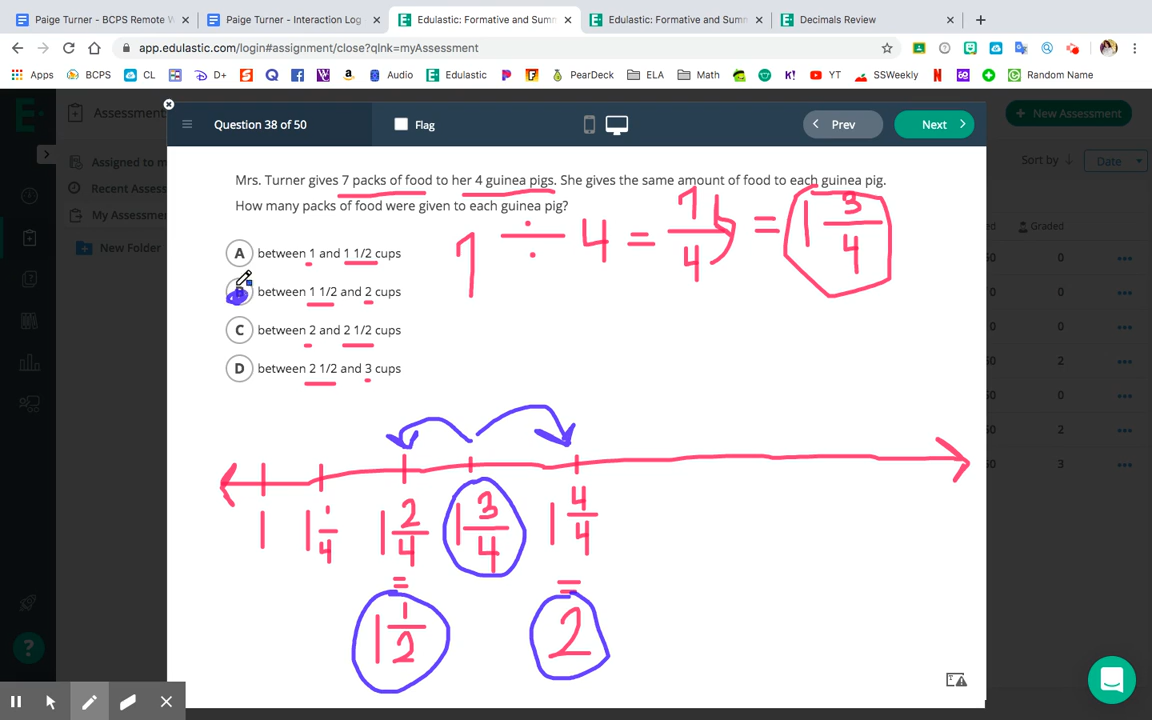 Paige Turner - BCPS Remote W × Paige Turner - Interaction Log × Edulastic: Formative and Summ × Edulastic: Formative and Summ × Decimals Review × +
app.edulastic.com/login#assignment/close?qlnk=myAssessment
Apps BCPS CL D+ Audio Edulastic PearDeck ELA Math K! YT SSWeekly Random Name
Assessments + New Assessment
Question 38 of 50 Flag Prev Next
Assigned to m Sort by Date
Recent Assess
My Assessmen
New Folder
Graded
Mrs. Turner gives 7 packs of food to her 4 guinea pigs. She gives the same amount of food to each guinea pig.
How many packs of food were given to each guinea pig?
7 ÷ 4 = 7/4 = 1 3/4
A between 1 and 1 1/2 cups
B between 1 1/2 and 2 cups
C between 2 and 2 1/2 cups
D between 2 1/2 and 3 cups
1 1 1/4 1 2/4 1 3/4 1 4/4
= =
1 1/2 2
?